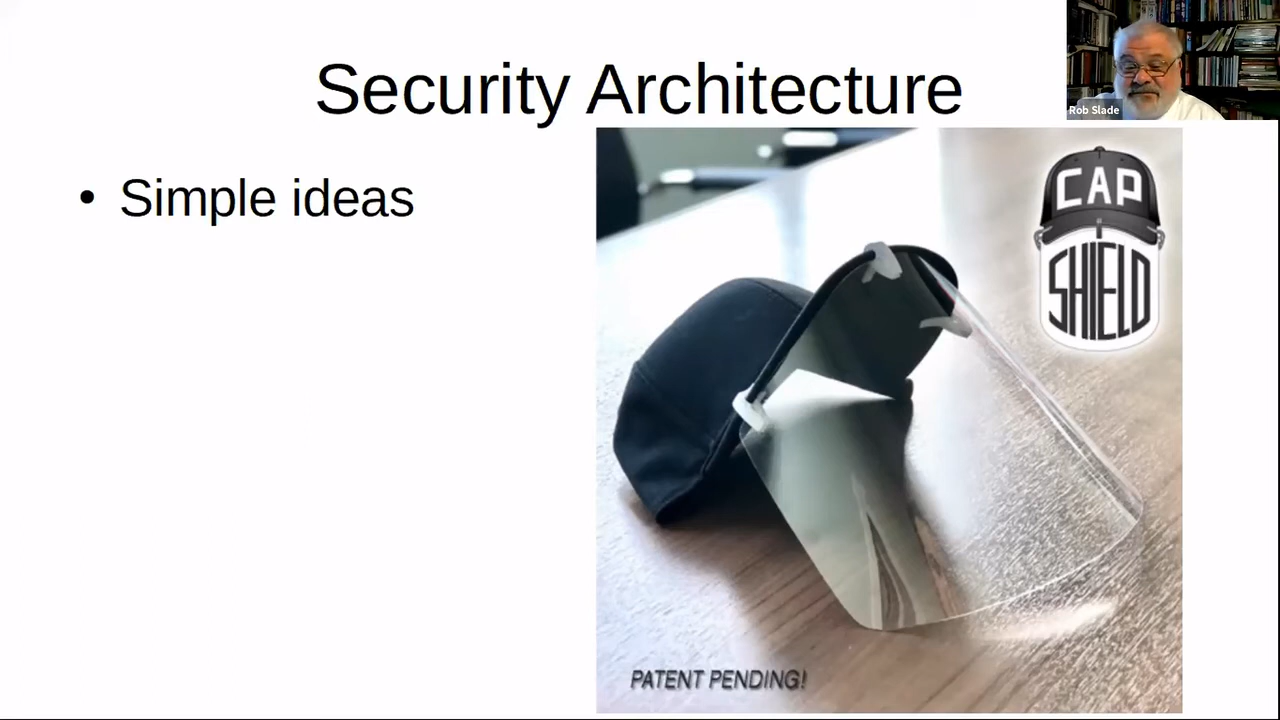 Security Architecture
Rob Slade
• Simple ideas
CAP
SHIELD
PATENT PENDING!